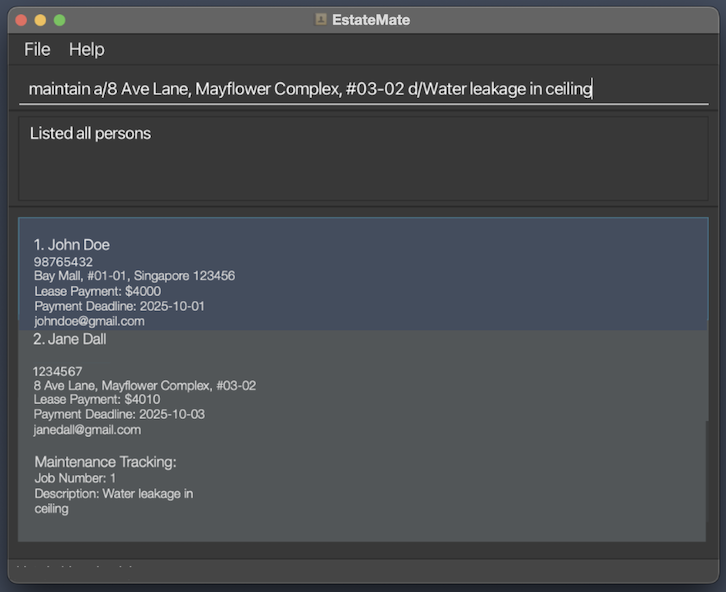 EstateMate
File Help
maintain a/8 Ave Lane, Mayflower Complex, #03-02 d/Water leakage in ceiling
Listed all persons
1. John Doe
98765432
Bay Mall, #01-01, Singapore 123456
Lease Payment: $4000
Payment Deadline: 2025-10-01
johndoe@gmail.com
2. Jane Dall
1234567
8 Ave Lane, Mayflower Complex, #03-02
Lease Payment: $4010
Payment Deadline: 2025-10-03
janedall@gmail.com
Maintenance Tracking:
Job Number: 1
Description: Water leakage in
ceiling